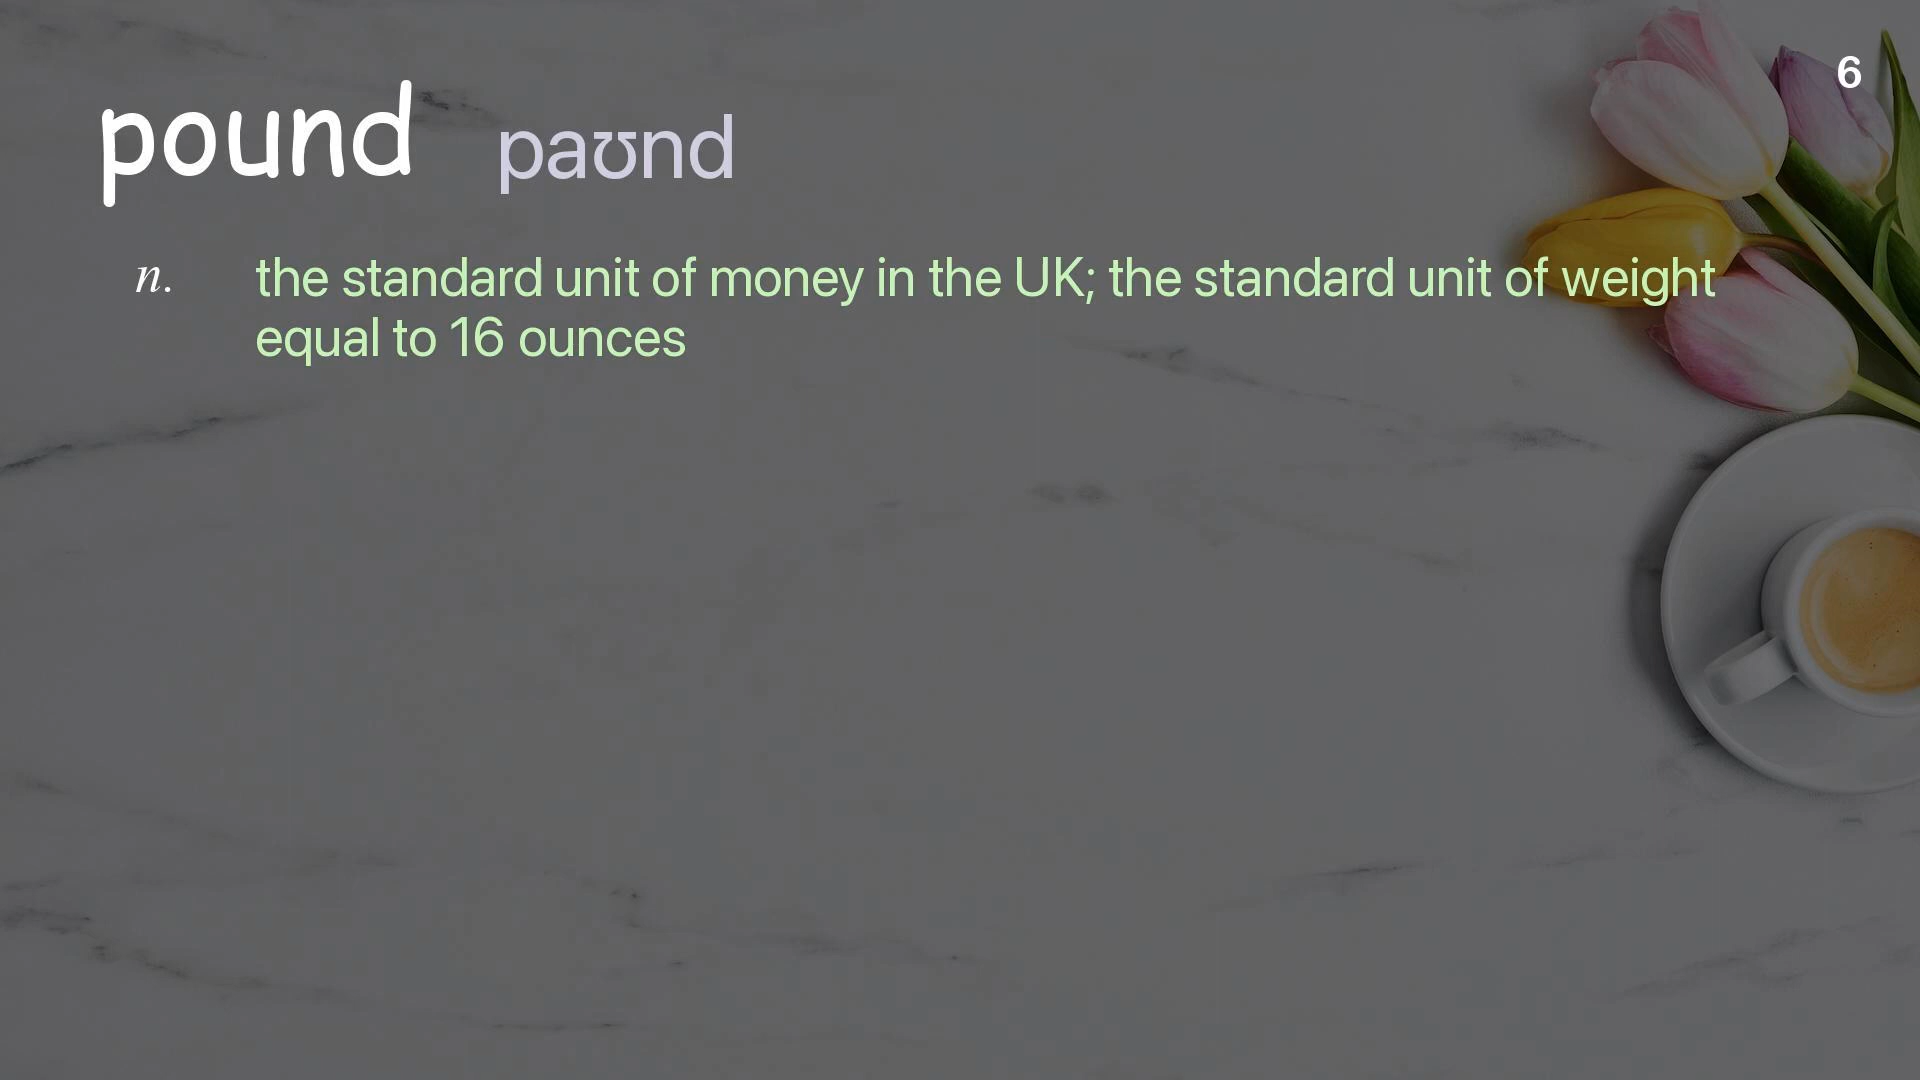 6
pound paʊnd
n. the standard unit of money in the UK; the standard unit of weight
equal to 16 ounces